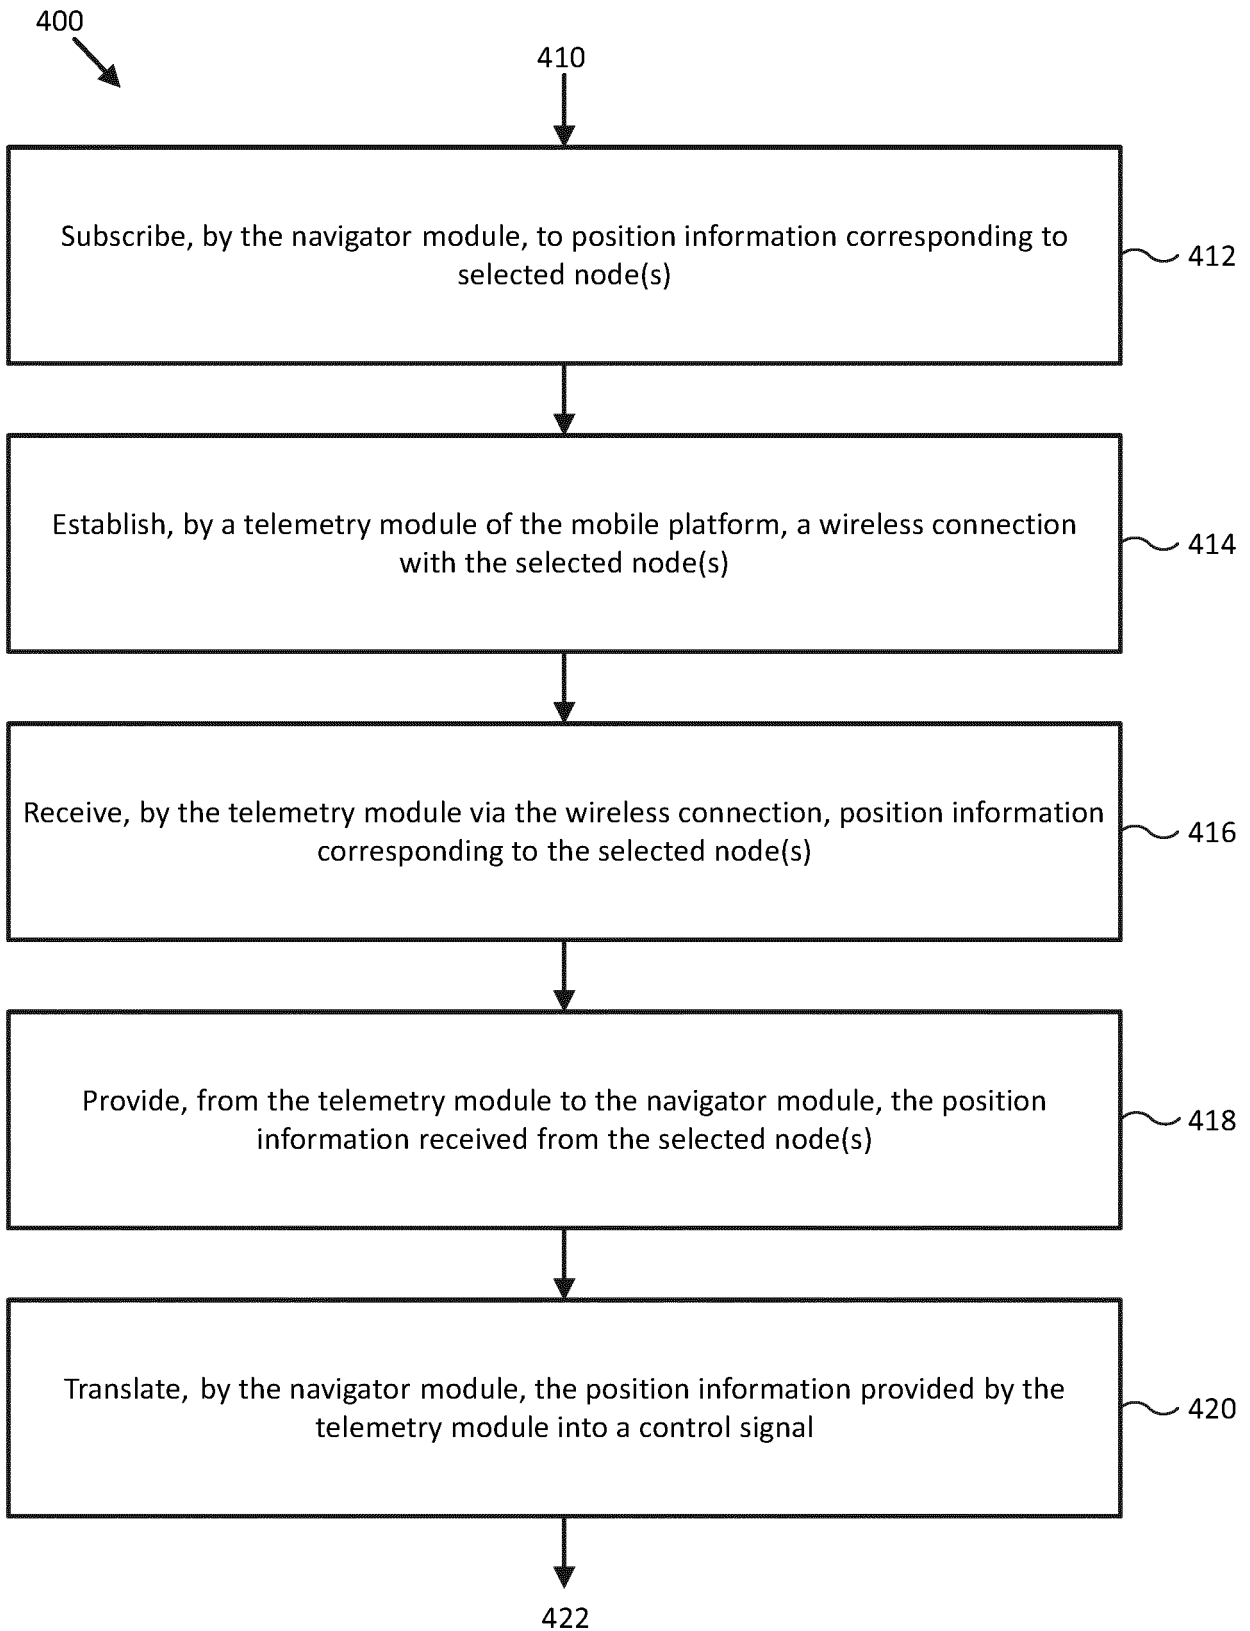 400
410
Subscribe, by the navigator module, to position information corresponding to
selected node(s)
412
Establish, by a telemetry module of the mobile platform, a wireless connection
with the selected node(s)
414
Receive, by the telemetry module via the wireless connection, position information
corresponding to the selected node(s)
416
Provide, from the telemetry module to the navigator module, the position
information received from the selected node(s)
418
Translate, by the navigator module, the position information provided by the
telemetry module into a control signal
420
422